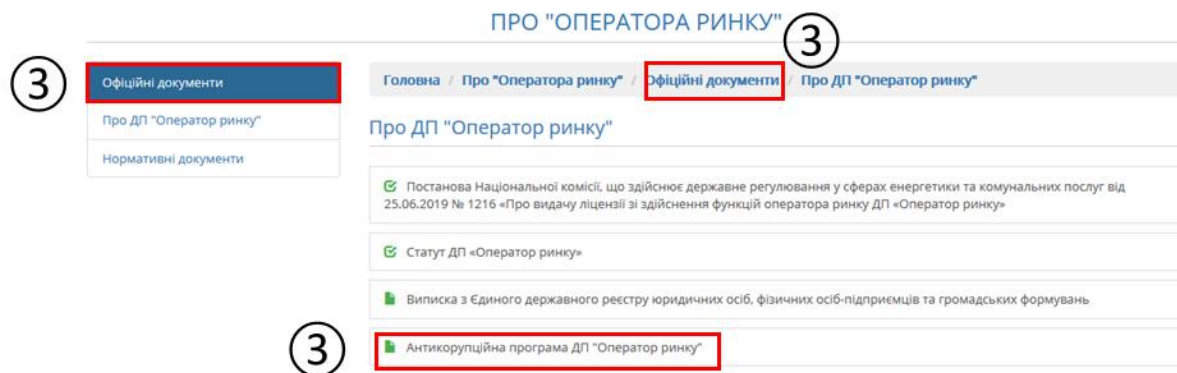 ПРО "ОПЕРАТОРА РИНКУ"
③
③ Офіційні документи
Про ДП "Оператор ринку"
Нормативні документи
Головна / Про "Оператора ринку" / Офіційні документи / Про ДП "Оператор ринку"
Про ДП "Оператор ринку"
Постанова Національної комісії, що здійснює державне регулювання у сферах енергетики та комунальних послуг від
25.06.2019 № 1216 «Про видачу ліцензії зі здійснення функцій оператора ринку ДП «Оператор ринку»
Статут ДП «Оператор ринку»
Виписка з Єдиного державного реєстру юридичних осіб, фізичних осіб-підприємців та громадських формувань
③ Антикорупційна програма ДП "Оператор ринку"